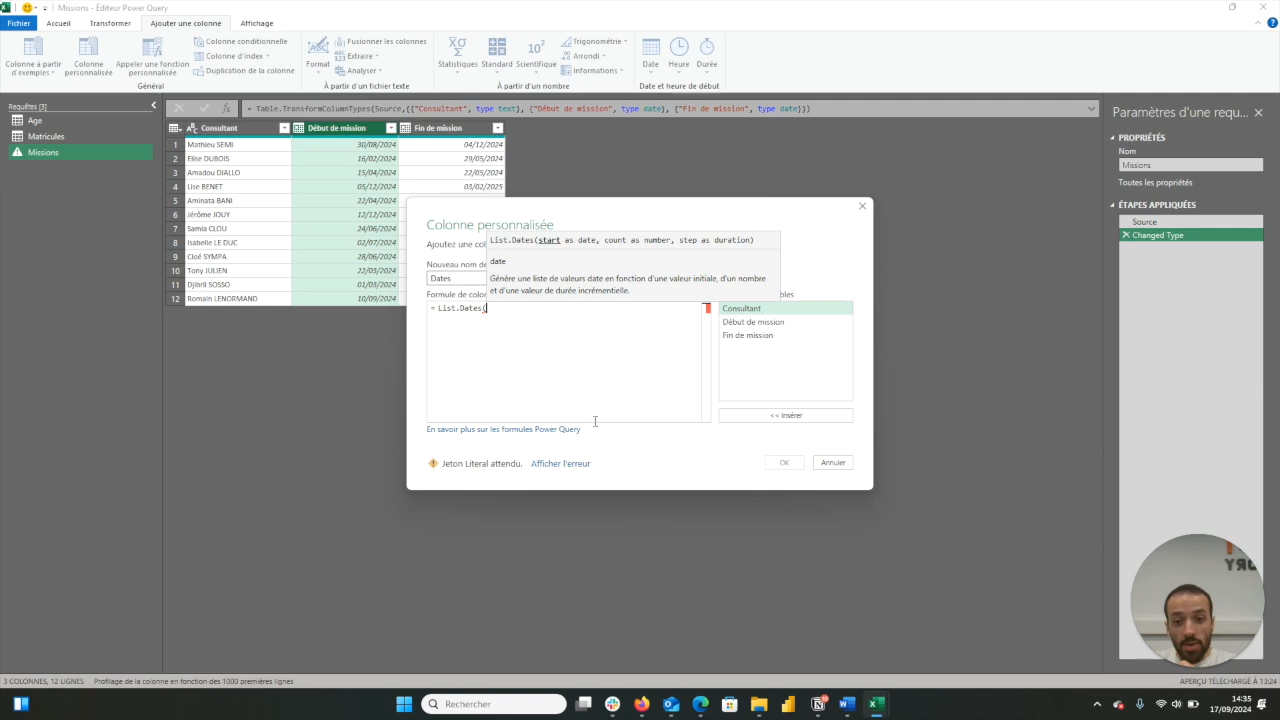 Missions - Éditeur Power Query
Fichier
Accueil
Transformer
Ajouter une colonne
Affichage
Colonne à partir d'exemples
Colonne personnalisée
Appeler une fonction personnalisée
Colonne conditionnelle
Colonne d'index
Duplication de la colonne
Général
Format
Fusionner les colonnes
Extraire
Analyser
À partir d'un fichier texte
Statistiques
Standard
Scientifique
Trigonométrie
Arrondi
Informations
À partir d'un nombre
Date
Heure
Durée
Date et heure de début
Requêtes [3]
Age
Matricules
Missions
= Table.TransformColumnTypes(Source,{{"Consultant", type text}, {"Début de mission", type date}, {"Fin de mission", type date}})
Consultant Début de mission Fin de mission
1 Mathieu SEMI 30/08/2024 04/12/2024
2 Elise DUBOIS 16/02/2024 29/05/2024
3 Amadou DIALLO 15/04/2024 22/05/2024
4 Lise BENET 05/12/2024 03/02/2025
5 Aminata BANI 22/04/2024
6 Jérôme JOUY 12/12/2024
7 Samia CLOU 24/06/2024
8 Isabelle LE DUC 02/07/2024
9 Cloé SYMPA 28/06/2024
10 Tony JULIEN 22/03/2024
11 Djibril SOSSO 01/03/2024
12 Romain LENORMAND 10/09/2024
Colonne personnalisée
Ajoutez une col
Nouveau nom de
Dates
Formule de colon
List.Dates(start as date, count as number, step as duration)
date
Génère une liste de valeurs date en fonction d'une valeur initiale, d'un nombre
et d'une valeur de durée incrémentielle.
= List.Dates(
Consultant
Début de mission
Fin de mission
<< Insérer
En savoir plus sur les formules Power Query
Jeton Literal attendu. Afficher l'erreur
OK
Annuler
Paramètres d'une requ...
PROPRIÉTÉS
Nom
Missions
Toutes les propriétés
ÉTAPES APPLIQUÉES
Source
Changed Type
3 COLONNES, 12 LIGNES Profilage de la colonne en fonction des 1000 premières lignes
APERÇU TÉLÉCHARGÉ À 13:24
Rechercher
14:35
17/09/2024